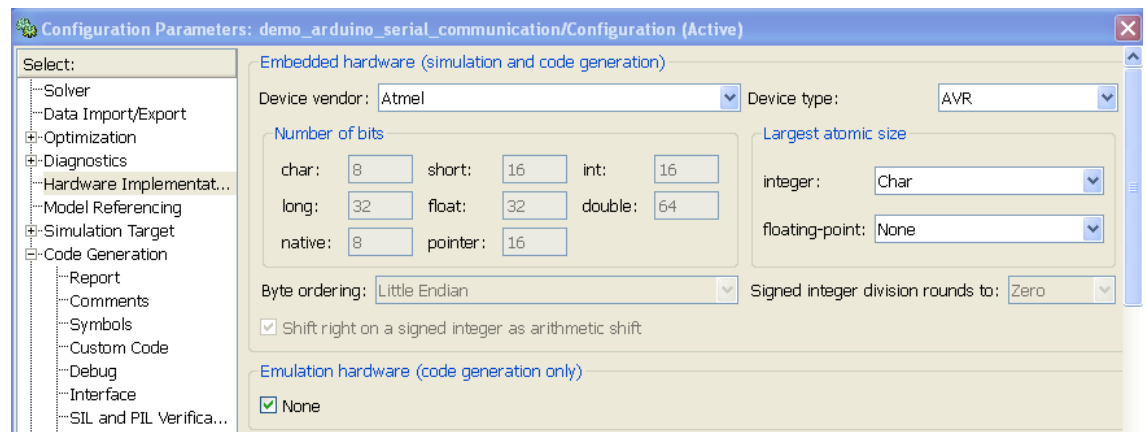 Configuration Parameters: demo_arduino_serial_communication/Configuration (Active)
Select:
Solver
Data Import/Export
Optimization
Diagnostics
Hardware Implementat...
Model Referencing
Simulation Target
Code Generation
Report
Comments
Symbols
Custom Code
Debug
Interface
SIL and PIL Verifica...
Embedded hardware (simulation and code generation)
Device vendor: Atmel Device type: AVR
Number of bits
char: 8 short: 16 int: 16
long: 32 float: 32 double: 64
native: 8 pointer: 16
Largest atomic size
integer: Char
floating-point: None
Byte ordering: Little Endian Signed integer division rounds to: Zero
Shift right on a signed integer as arithmetic shift
Emulation hardware (code generation only)
None